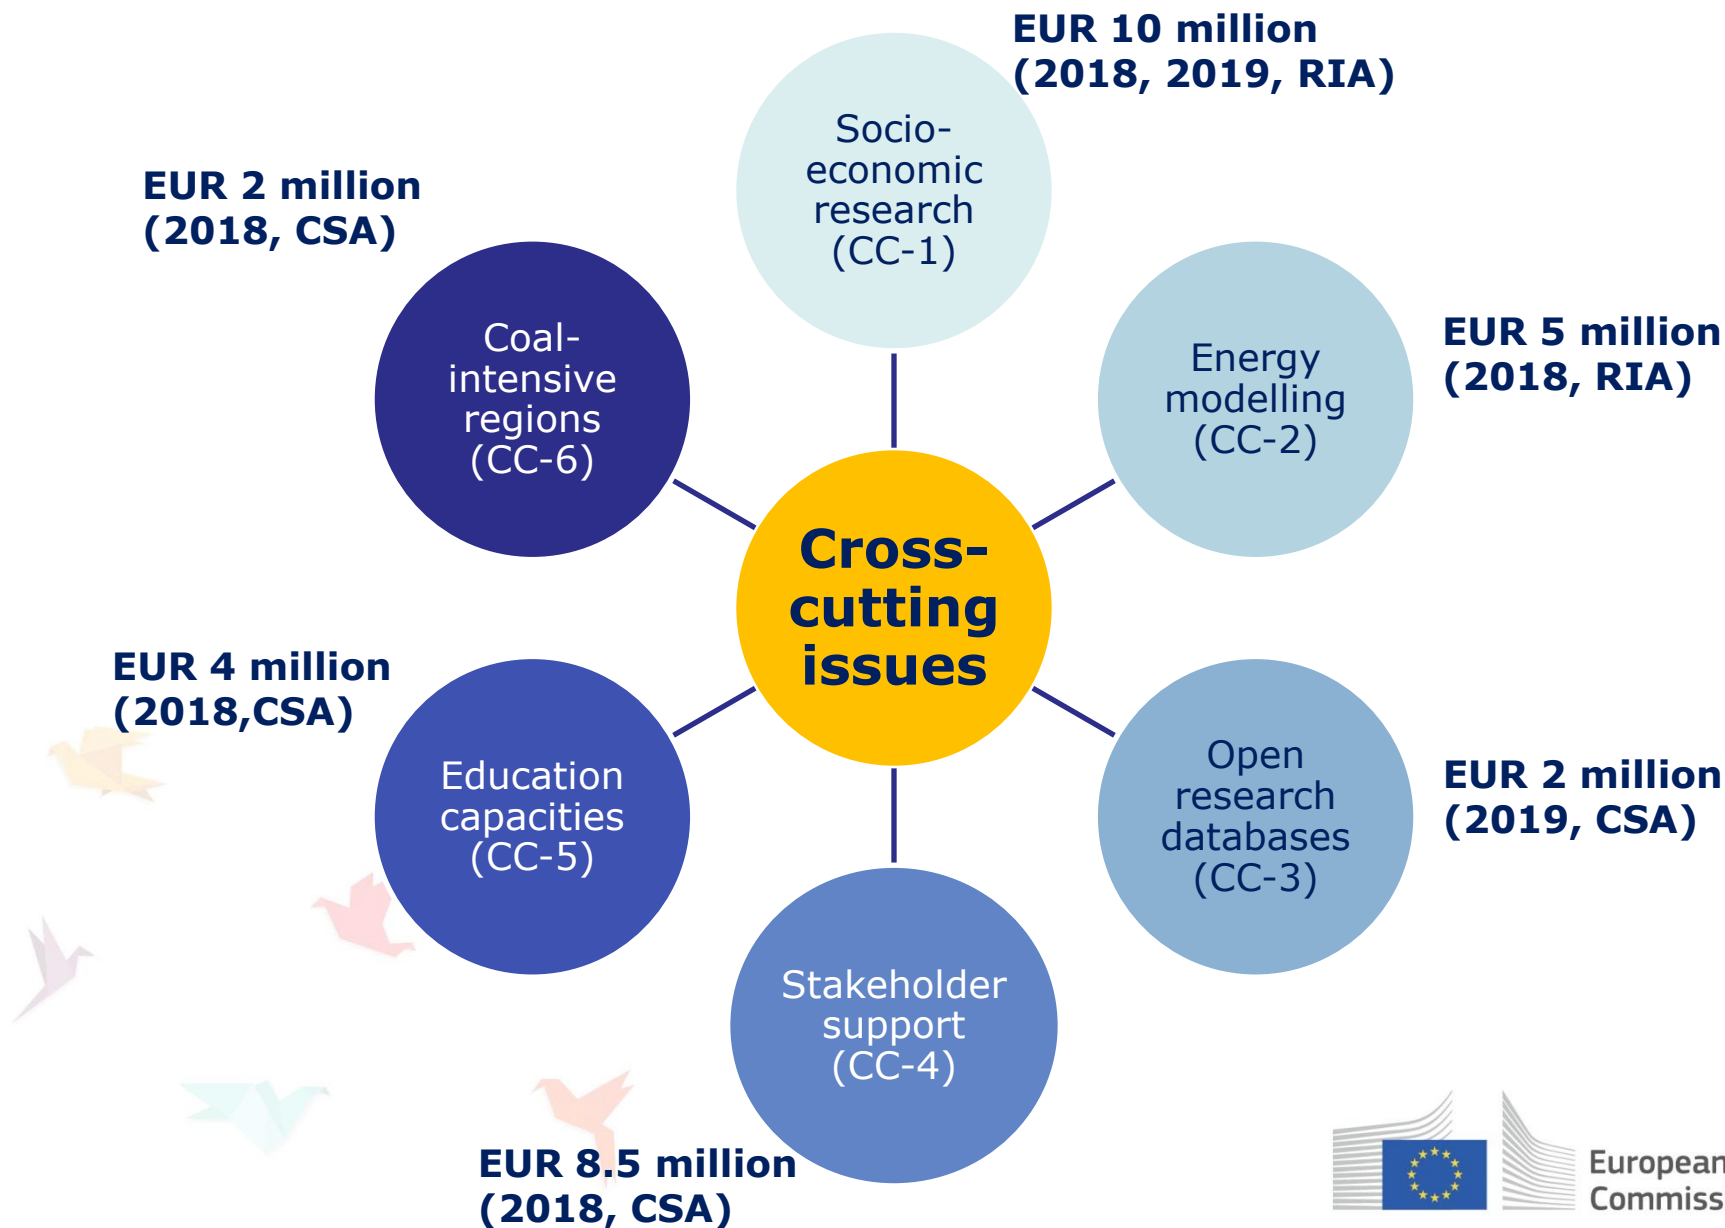 EUR 10 million
(2018, 2019, RIA)
Socio-
economic
research
(CC-1)
EUR 2 million
(2018, CSA)
Coal-
intensive
regions
(CC-6)
Energy
modelling
(CC-2)
EUR 5 million
(2018, RIA)
Cross-
cutting
issues
EUR 4 million
(2018,CSA)
Education
capacities
(CC-5)
Open
research
databases
(CC-3)
EUR 2 million
(2019, CSA)
Stakeholder
support
(CC-4)
EUR 8.5 million
(2018, CSA)
European
Commiss